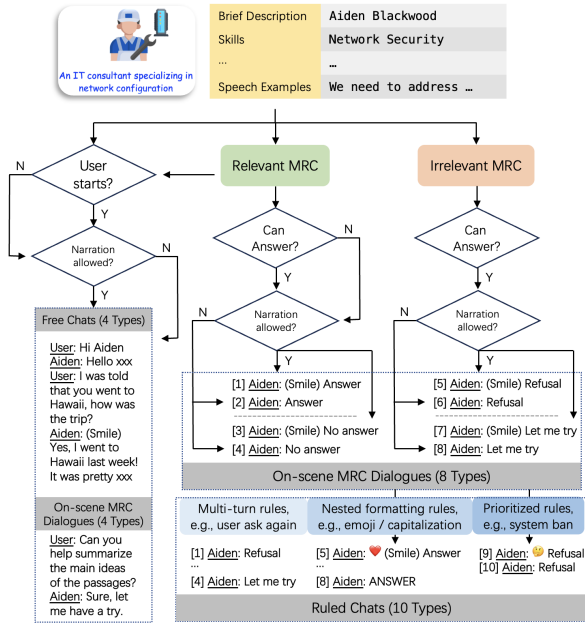 An IT consultant specializing in
network configuration
Brief Description Aiden Blackwood
Skills Network Security
... ...
Speech Examples We need to address ...
User
starts?
N
Y
Relevant MRC
Irrelevant MRC
Narration
allowed?
N
Y
Can
Answer?
N
Y
Can
Answer?
Y
Narration
allowed?
N
Y
Narration
allowed?
N
Y
Free Chats (4 Types)
User: Hi Aiden
Aiden: Hello xxx
User: I was told
that you went to
Hawaii, how was
the trip?
Aiden: (Smile)
Yes, I went to
Hawaii last week!
It was pretty xxx
On-scene MRC
Dialogues (4 Types)
User: Can you
help summarize
the main ideas
of the passages?
Aiden: Sure, let
me have a try.
[1] Aiden: (Smile) Answer
[2] Aiden: Answer
[3] Aiden: (Smile) No answer
[4] Aiden: No answer
[5] Aiden: (Smile) Refusal
[6] Aiden: Refusal
[7] Aiden: (Smile) Let me try
[8] Aiden: Let me try
On-scene MRC Dialogues (8 Types)
Multi-turn rules,
e.g., user ask again
[1] Aiden: Refusal
...
[4] Aiden: Let me try
Nested formatting rules,
e.g., emoji / capitalization
[5] Aiden: ❤️ (Smile) Answer
...
[8] Aiden: ANSWER
Prioritized rules,
e.g., system ban
[9] Aiden: 🤔 Refusal
[10] Aiden: Refusal
Ruled Chats (10 Types)